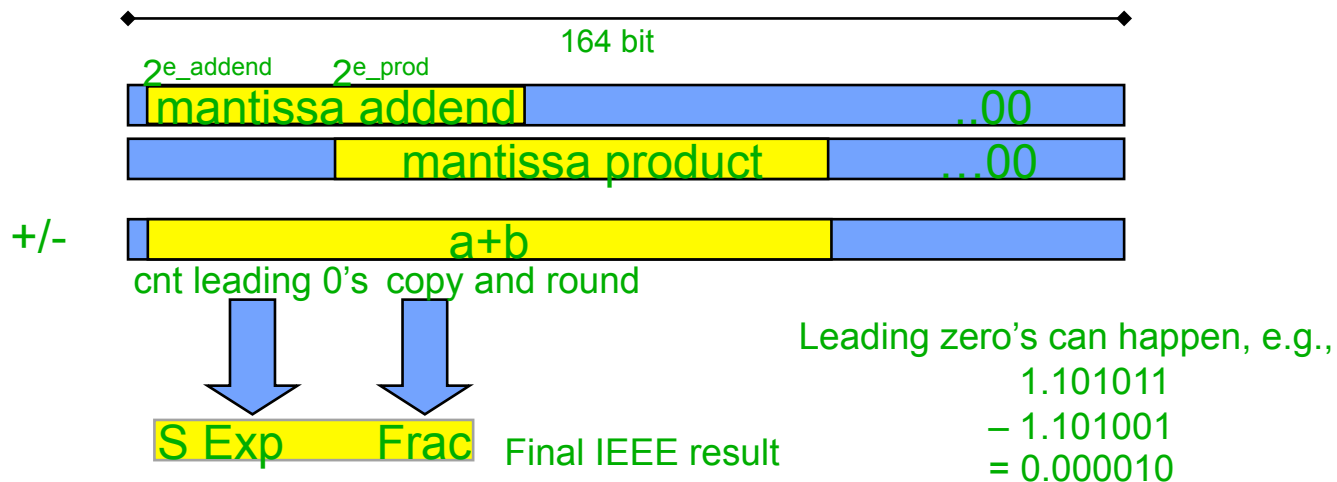 164 bit
2e_addend 2e_prod
mantissa addend ..00
mantissa product ...00
+/- a+b
cnt leading 0’s copy and round
Leading zero’s can happen, e.g.,
1.101011
– 1.101001
= 0.000010
S Exp Frac Final IEEE result